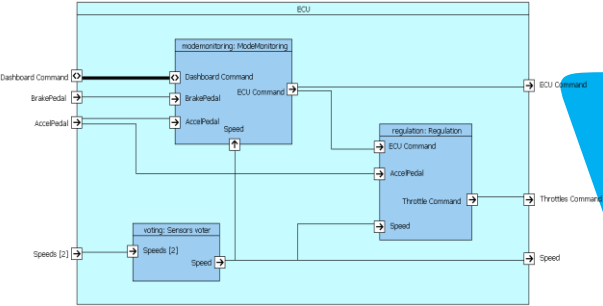 ECU
modemonitoring: ModeMonitoring
Dashboard Command
Dashboard Command
ECU Command
ECU Command
BrakePedal
BrakePedal
AccelPedal
AccelPedal
Speed
regulation: Regulation
ECU Command
AccelPedal
Throttle Command
Throttles Command
Speed
voting: Sensors voter
Speeds [2]
Speeds [2]
Speed
Speed